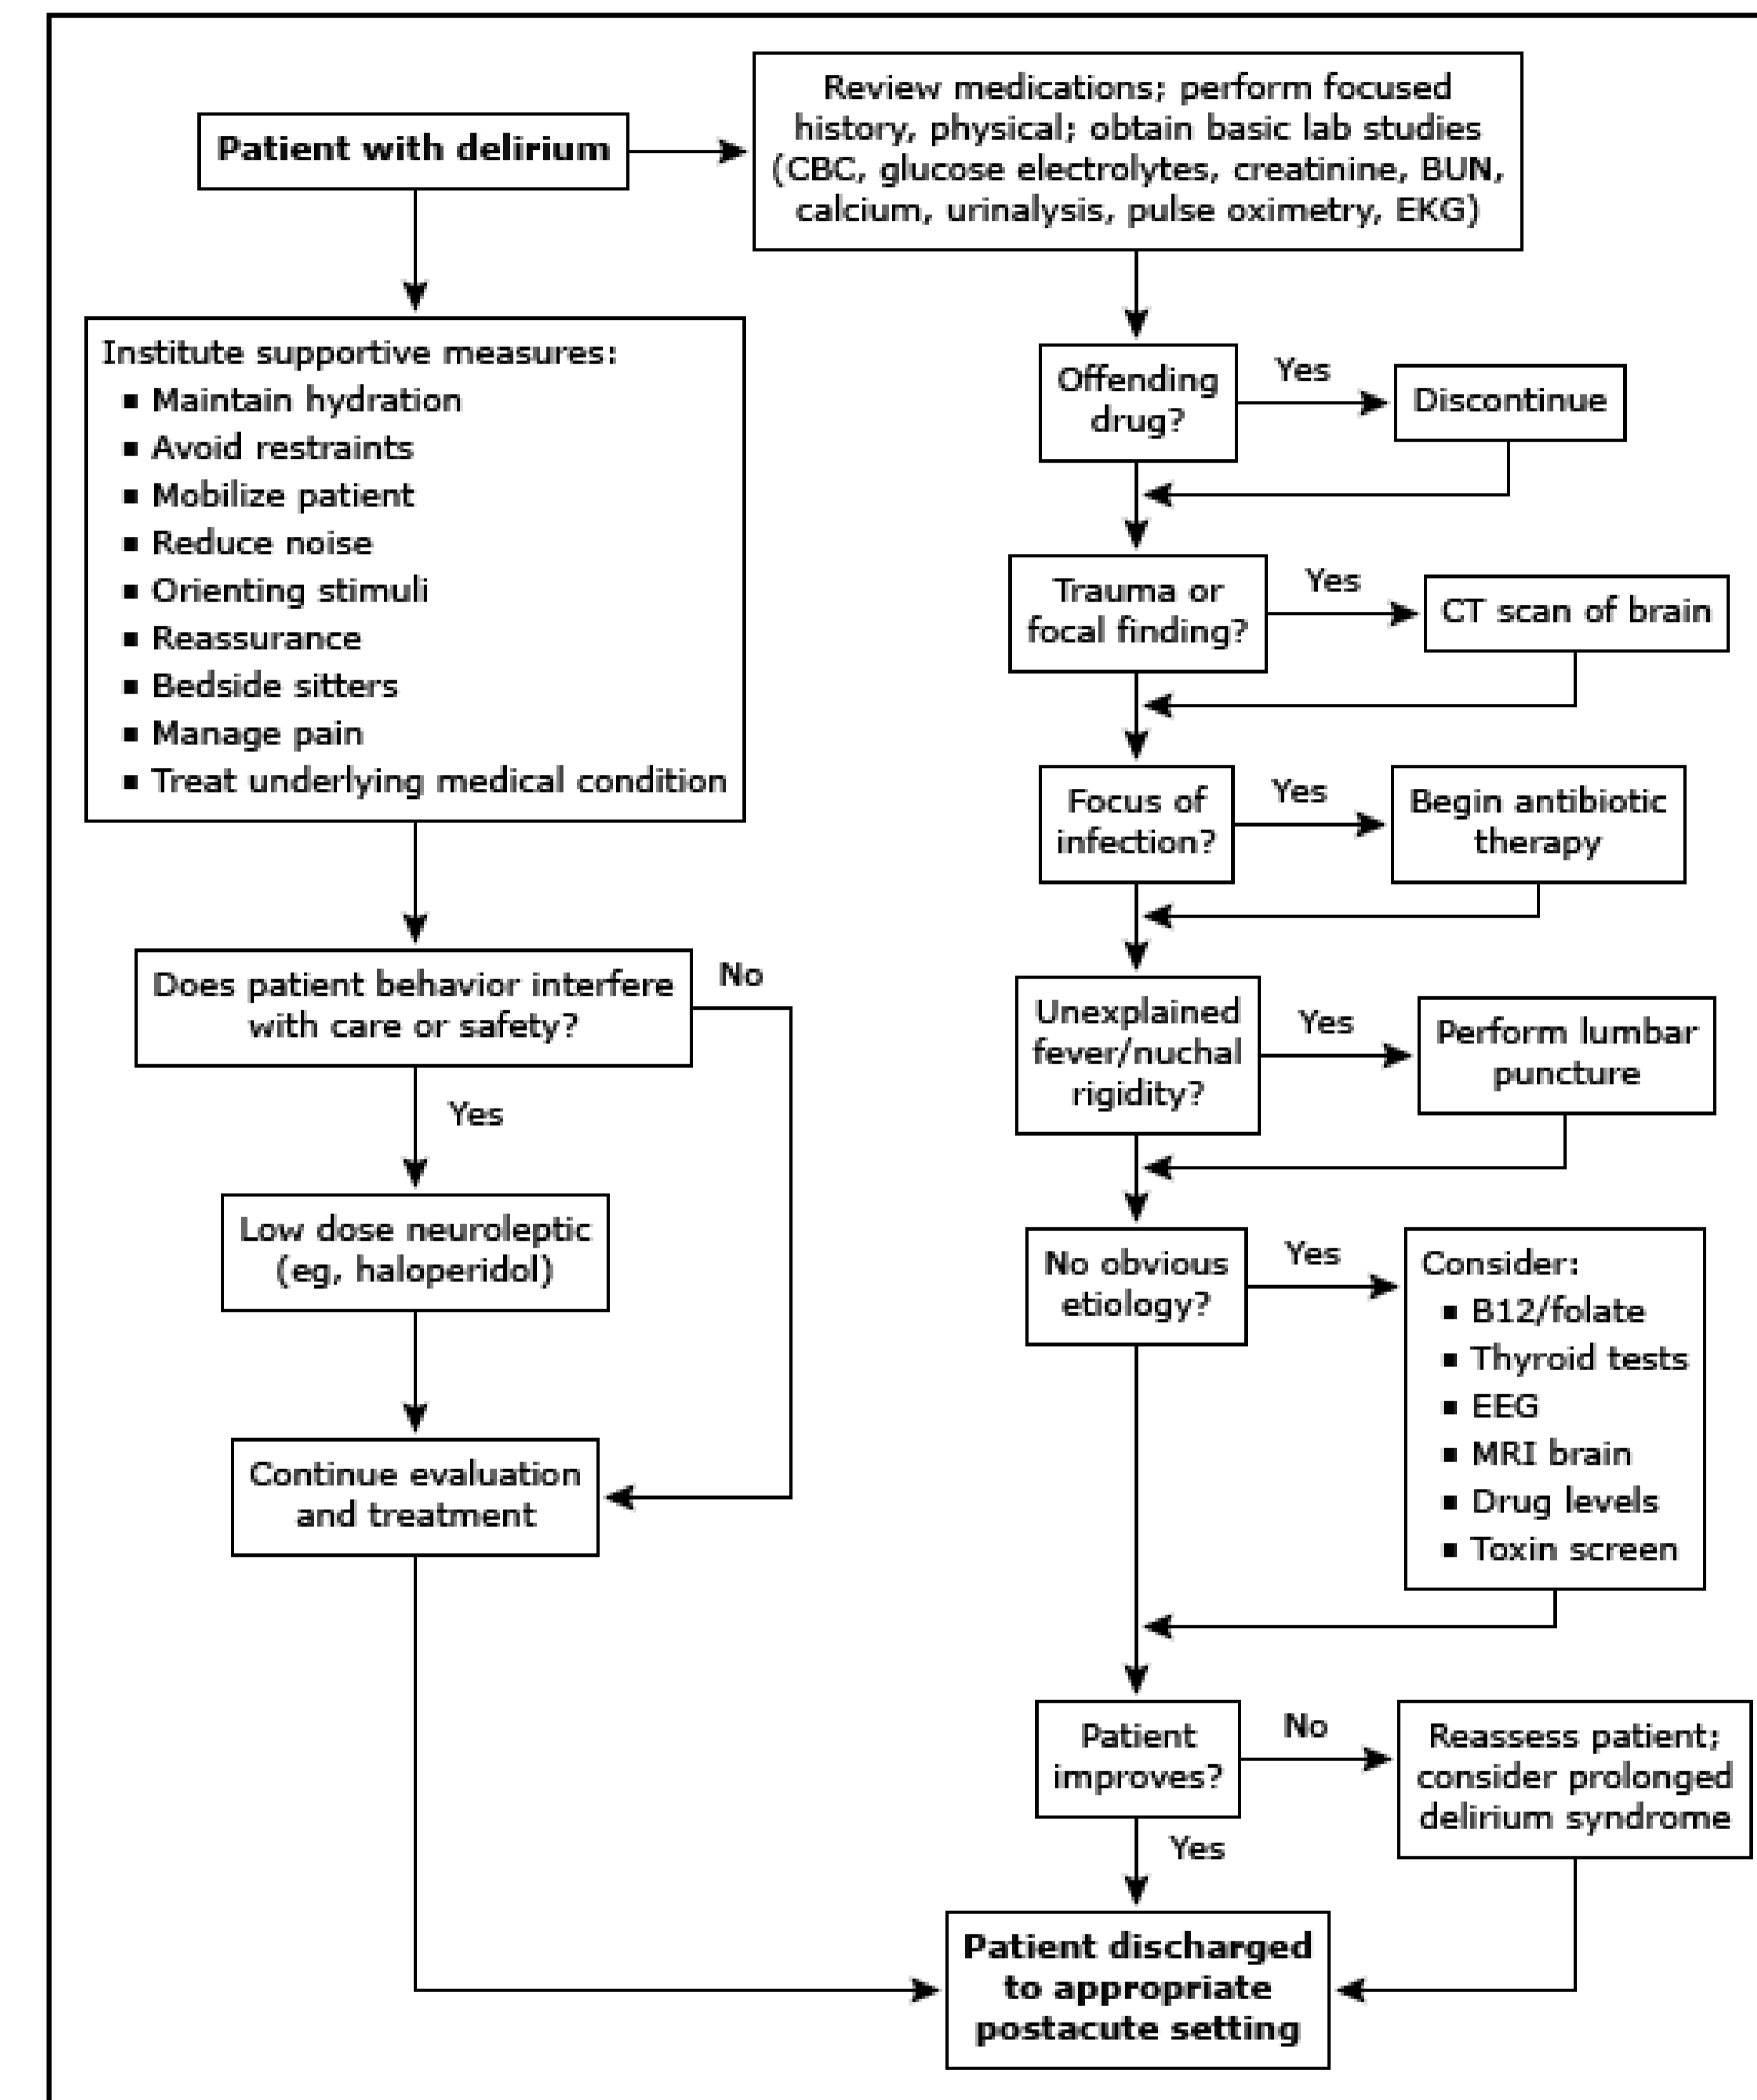 Patient with delirium
Review medications; perform focused
history, physical; obtain basic lab studies
(CBC, glucose electrolytes, creatinine, BUN,
calcium, urinalysis, pulse oximetry, EKG)
Institute supportive measures:
▪ Maintain hydration
▪ Avoid restraints
▪ Mobilize patient
▪ Reduce noise
▪ Orienting stimuli
▪ Reassurance
▪ Bedside sitters
▪ Manage pain
▪ Treat underlying medical condition
Does patient behavior interfere
with care or safety?
No
Yes
Low dose neuroleptic
(eg, haloperidol)
Continue evaluation
and treatment
Offending
drug?
Yes
Discontinue
Trauma or
focal finding?
Yes
CT scan of brain
Focus of
infection?
Yes
Begin antibiotic
therapy
Unexplained
fever/nuchal
rigidity?
Yes
Perform lumbar
puncture
No obvious
etiology?
Yes
Consider:
▪ B12/folate
▪ Thyroid tests
▪ EEG
▪ MRI brain
▪ Drug levels
▪ Toxin screen
Patient
improves?
No
Reassess patient;
consider prolonged
delirium syndrome
Yes
Patient discharged
to appropriate
postacute setting